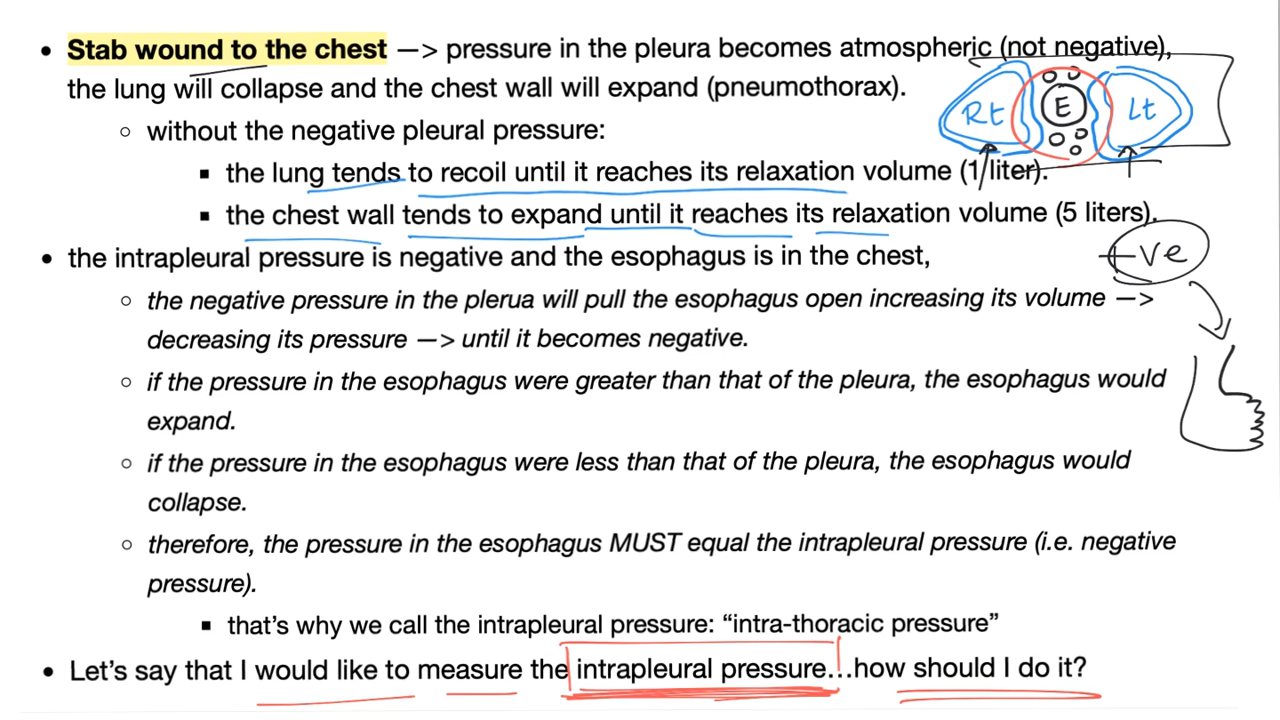 • Stab wound to the chest —> pressure in the pleura becomes atmospheric (not negative),
the lung will collapse and the chest wall will expand (pneumothorax).
Rt E Lt
○ without the negative pleural pressure:
▪ the lung tends to recoil until it reaches its relaxation volume (1 liter).
▪ the chest wall tends to expand until it reaches its relaxation volume (5 liters).
• the intrapleural pressure is negative and the esophagus is in the chest,
+ve
○ the negative pressure in the plerua will pull the esophagus open increasing its volume —>
decreasing its pressure —> until it becomes negative.
○ if the pressure in the esophagus were greater than that of the pleura, the esophagus would
expand.
○ if the pressure in the esophagus were less than that of the pleura, the esophagus would
collapse.
○ therefore, the pressure in the esophagus MUST equal the intrapleural pressure (i.e. negative
pressure).
▪ that’s why we call the intrapleural pressure: “intra-thoracic pressure”
• Let’s say that I would like to measure the intrapleural pressure...how should I do it?